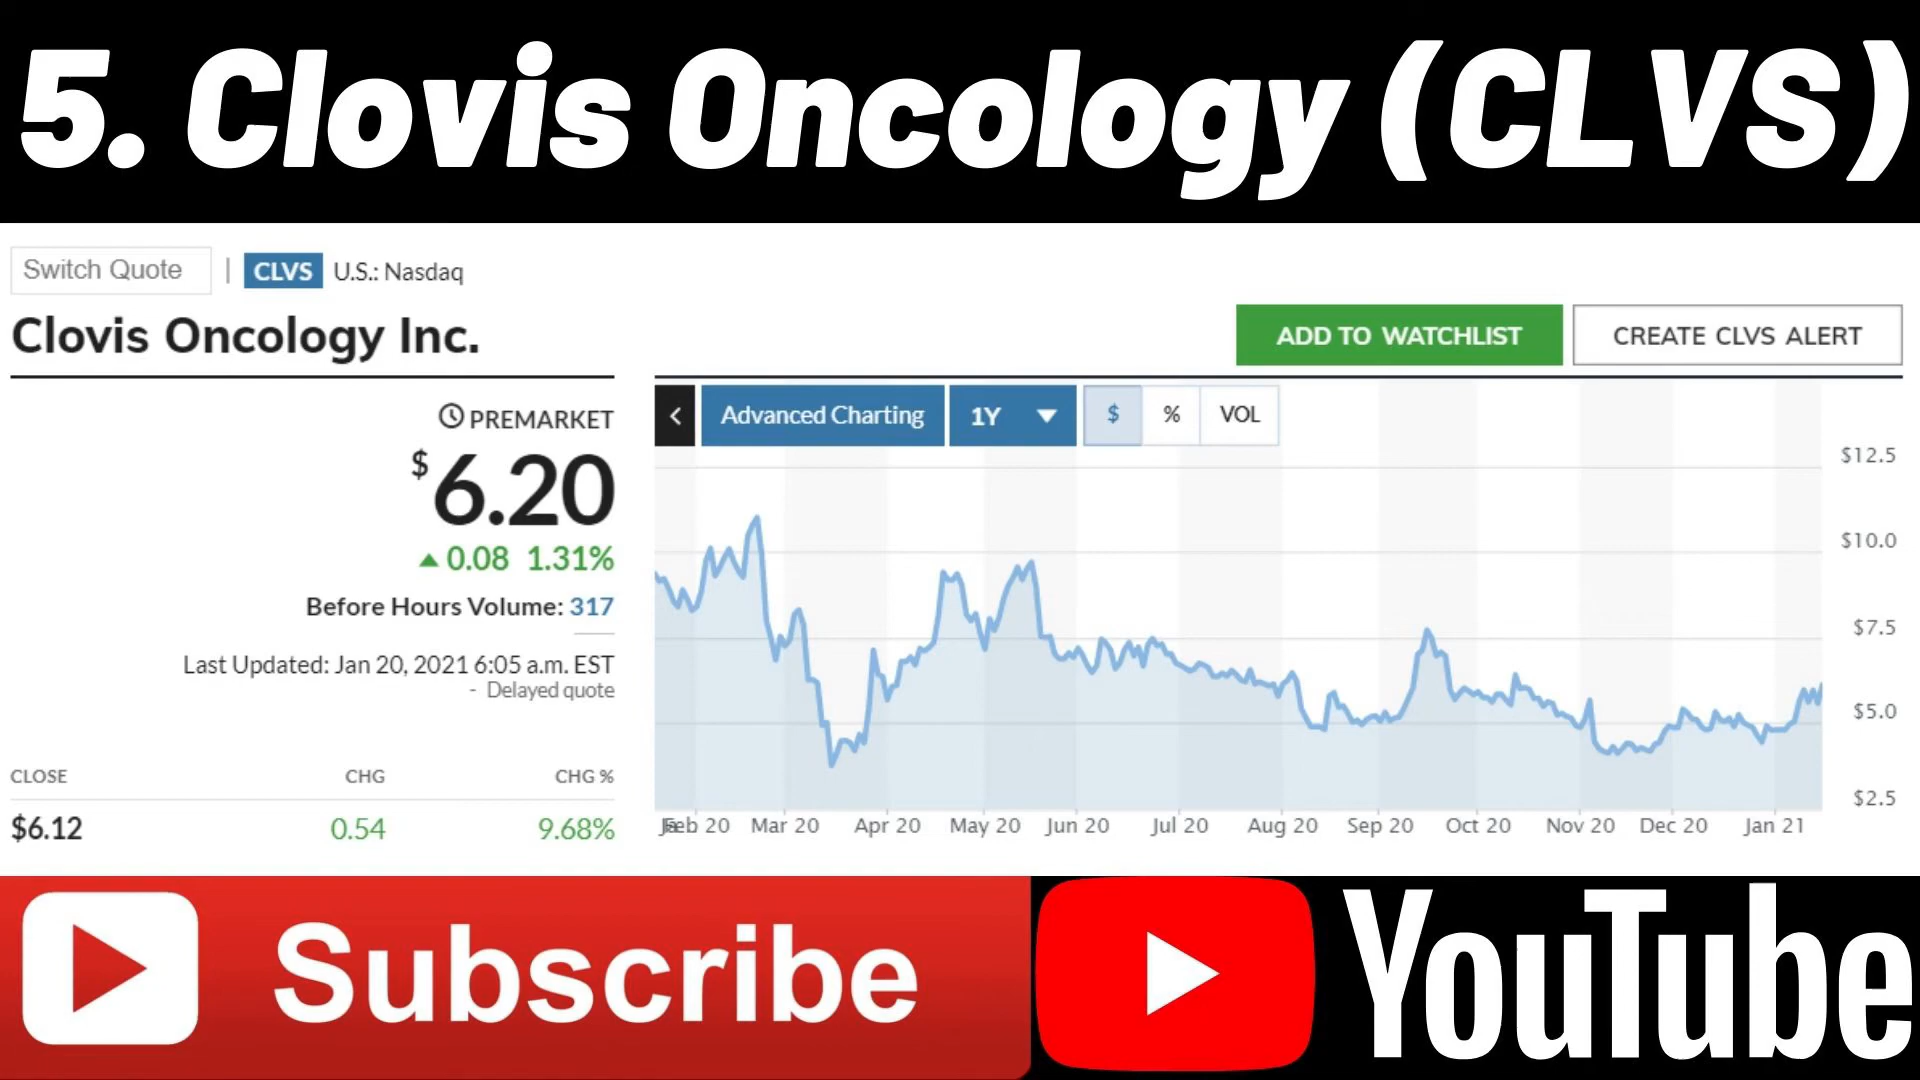 5. Clovis Oncology (CLVS)
Switch Quote | CLVS U.S.: Nasdaq
Clovis Oncology Inc.
ADD TO WATCHLIST CREATE CLVS ALERT
PREMARKET
$6.20
0.08 1.31%
Before Hours Volume: 317
Last Updated: Jan 20, 2021 6:05 a.m. EST
- Delayed quote
CLOSE CHG CHG %
$6.12 0.54 9.68%
Advanced Charting 1Y $ % VOL
$12.5
$10.0
$7.5
$5.0
$2.5
Feb 20 Mar 20 Apr 20 May 20 Jun 20 Jul 20 Aug 20 Sep 20 Oct 20 Nov 20 Dec 20 Jan 21
Subscribe
YouTube